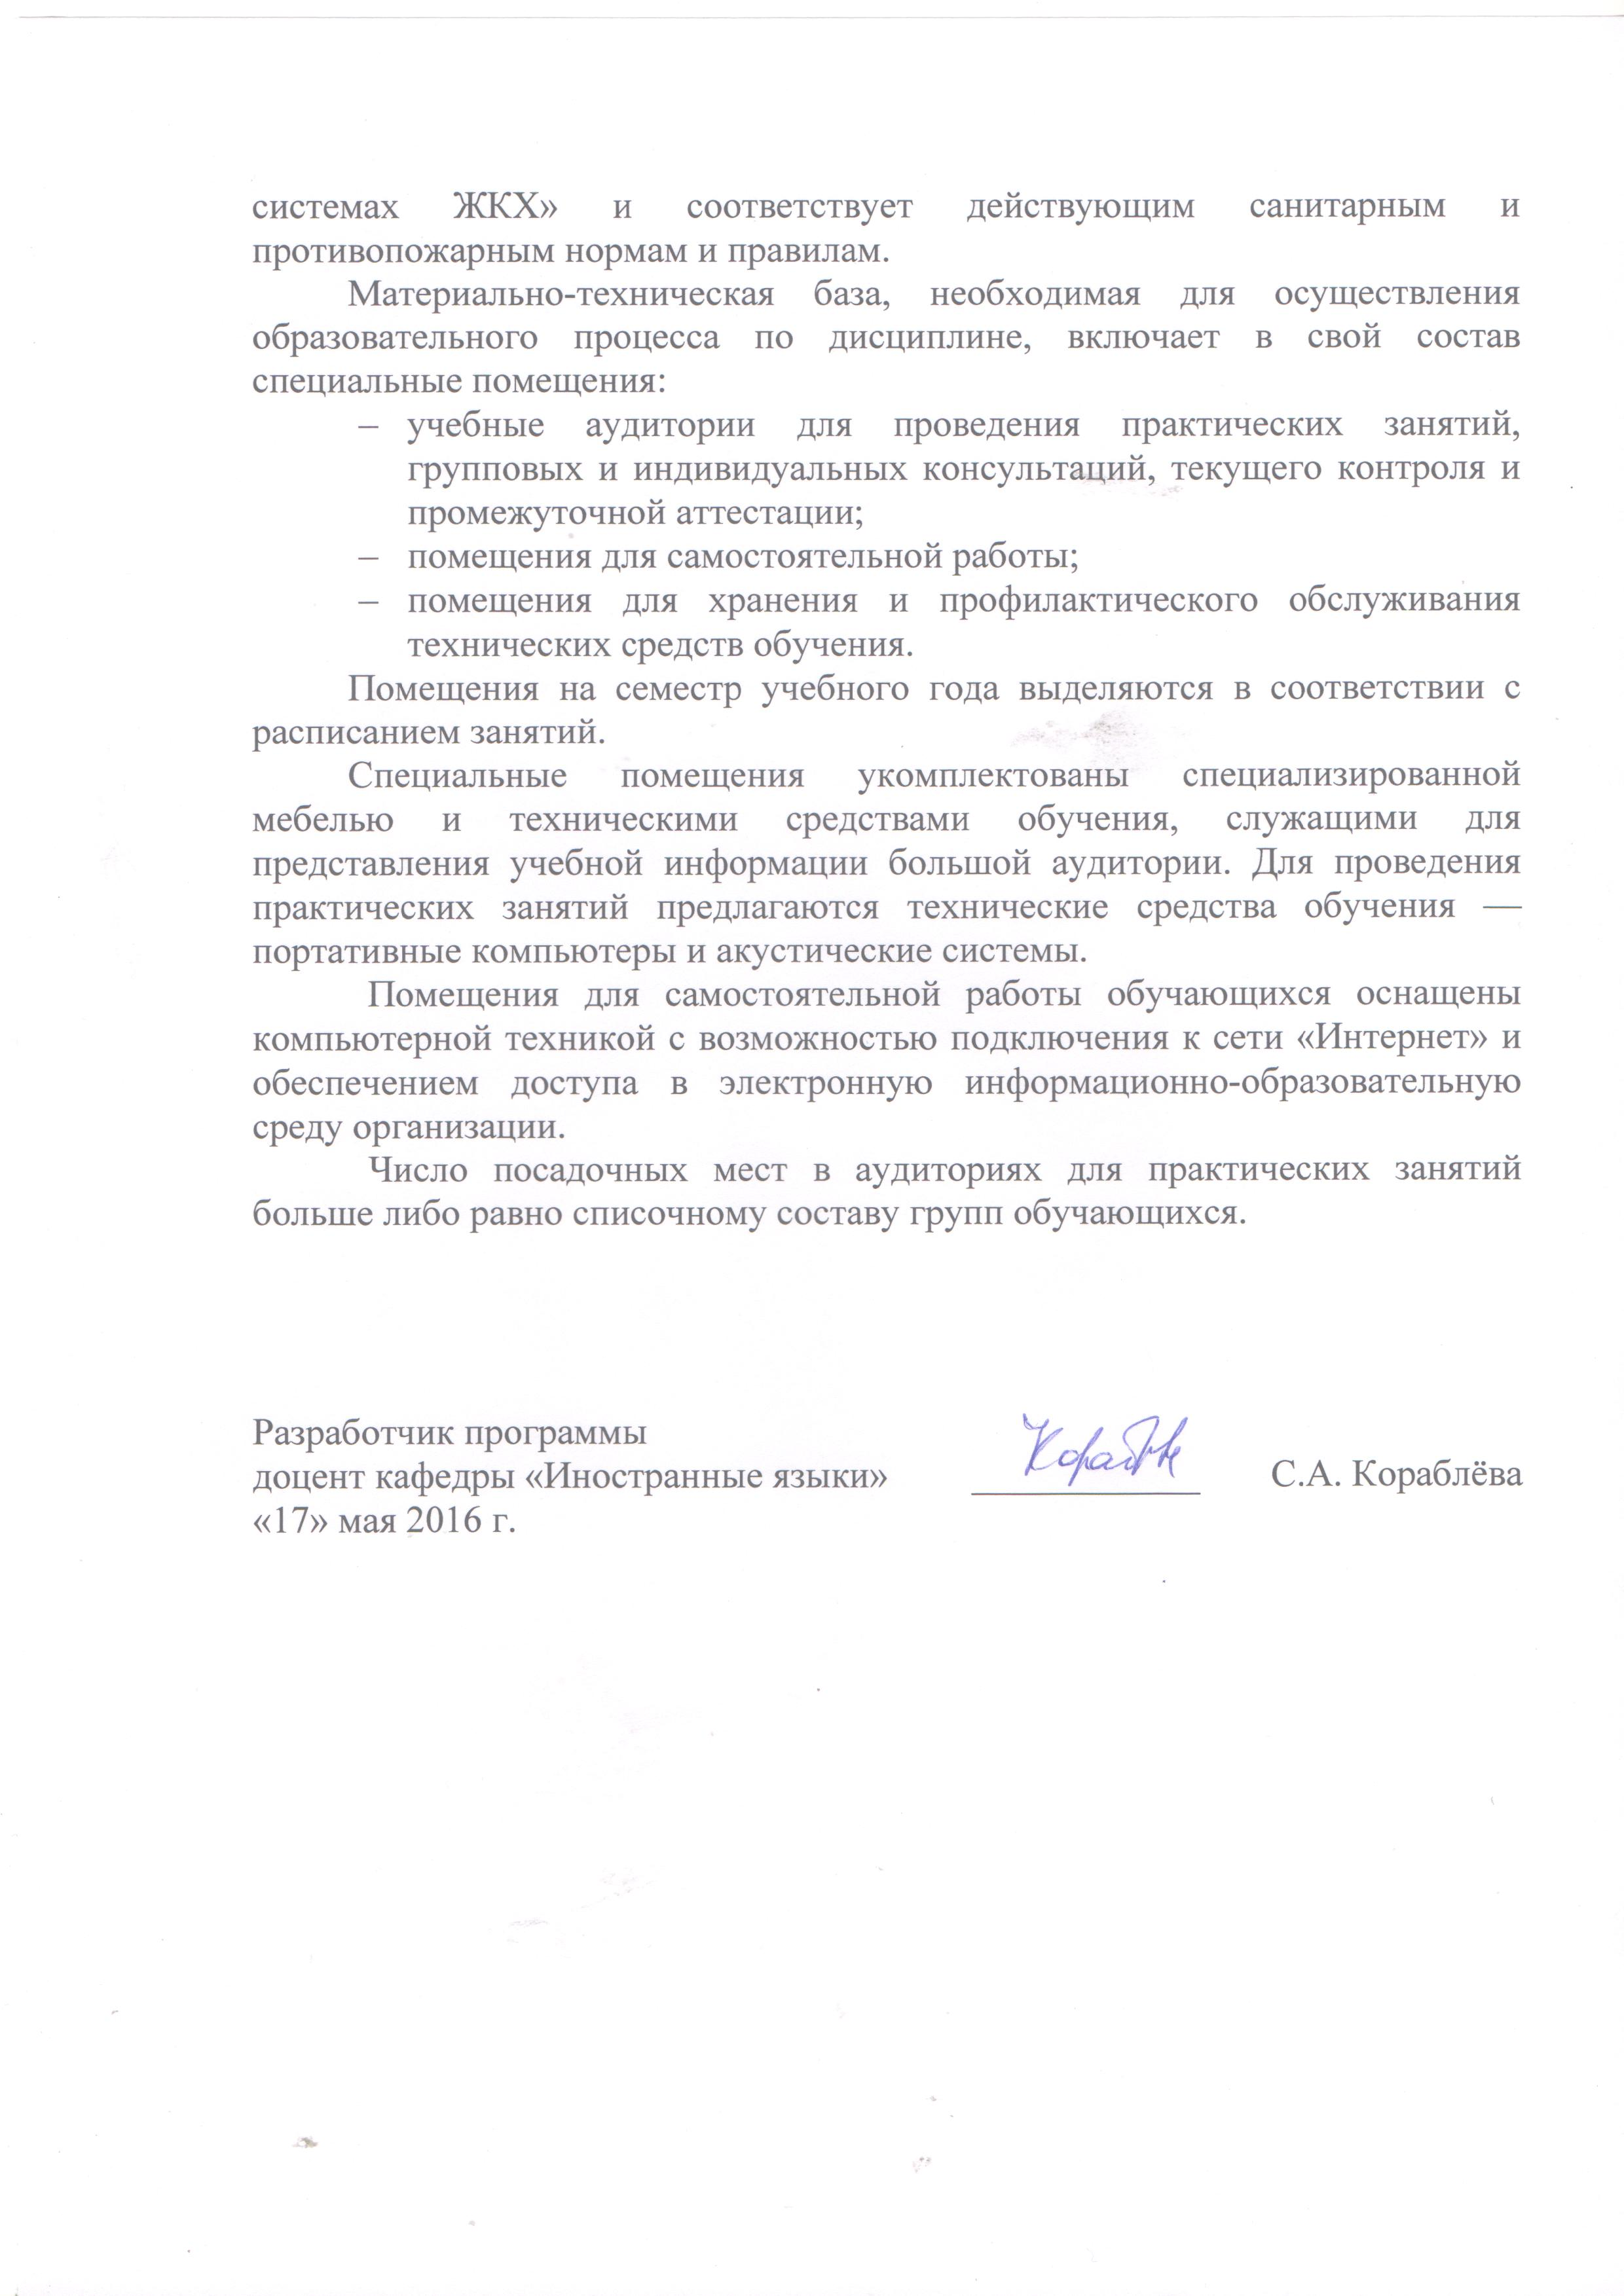 системах ЖКХ» и соответствует действующим санитарным и
противопожарным нормам и правилам.
Материально-техническая база, необходимая для осуществления
образовательного процесса по дисциплине, включает в свой состав
специальные помещения:
– учебные аудитории для проведения практических занятий,
групповых и индивидуальных консультаций, текущего контроля и
промежуточной аттестации;
– помещения для самостоятельной работы;
– помещения для хранения и профилактического обслуживания
технических средств обучения.
Помещения на семестр учебного года выделяются в соответствии с
расписанием занятий.
Специальные помещения укомплектованы специализированной
мебелью и техническими средствами обучения, служащими для
представления учебной информации большой аудитории. Для проведения
практических занятий предлагаются технические средства обучения —
портативные компьютеры и акустические системы.
Помещения для самостоятельной работы обучающихся оснащены
компьютерной техникой с возможностью подключения к сети «Интернет» и
обеспечением доступа в электронную информационно-образовательную
среду организации.
Число посадочных мест в аудиториях для практических занятий
больше либо равно списочному составу групп обучающихся.
Разработчик программы
доцент кафедры «Иностранные языки» С.А. Кораблёва
«17» мая 2016 г.